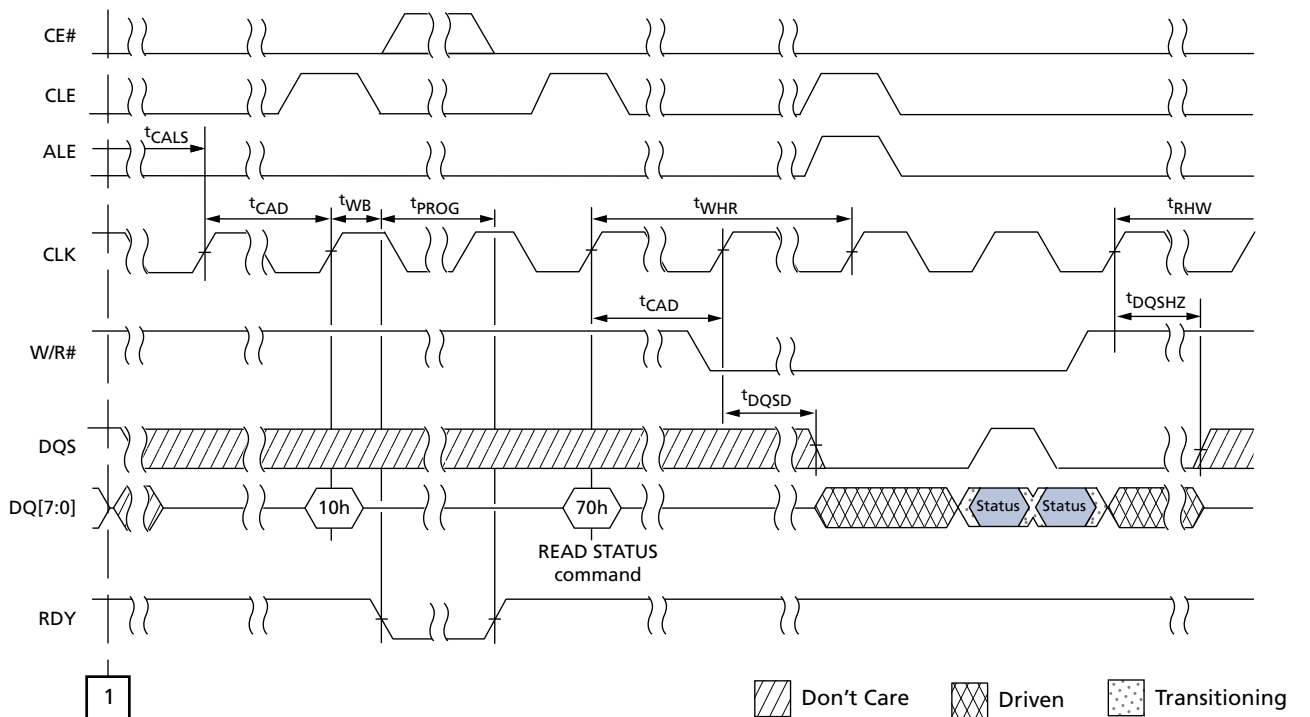 CE#
CLE
tCALS
ALE
tCAD
tWB
tPROG
tWHR
tRHW
CLK
tCAD
tDQSHZ
W/R#
tDQSD
DQS
DQ[7:0]
10h
70h
Status
Status
READ STATUS
command
RDY
1
Don't Care
Driven
Transitioning